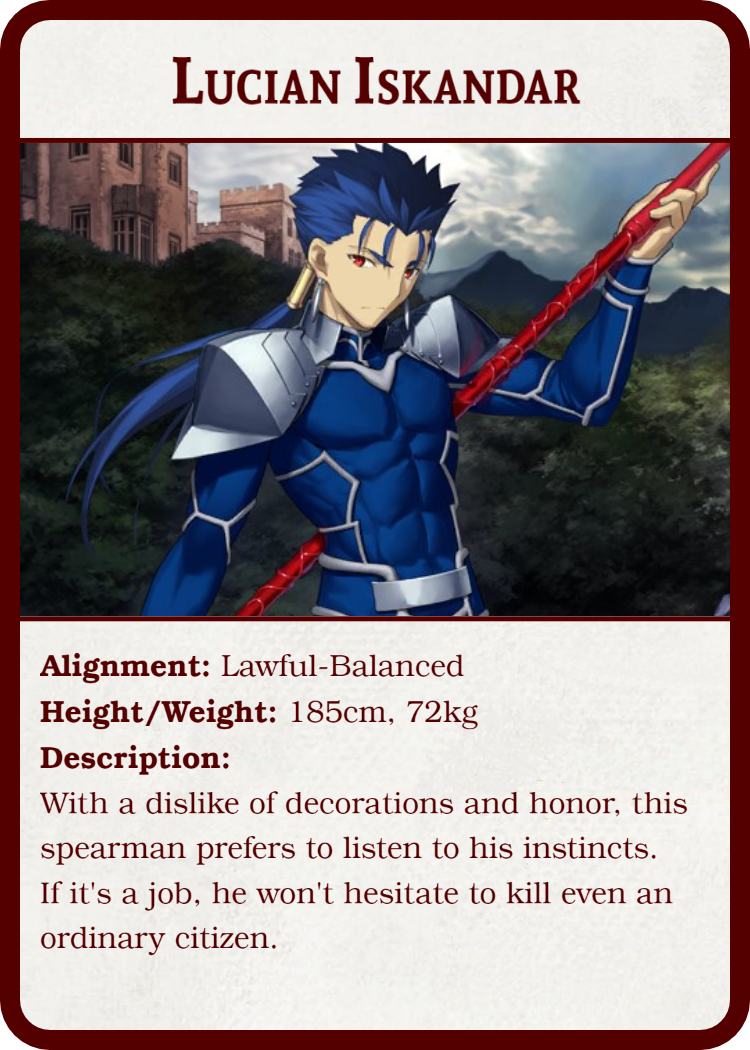 Lucian Iskandar
Alignment: Lawful-Balanced
Height/Weight: 185cm, 72kg
Description:
With a dislike of decorations and honor, this
spearman prefers to listen to his instincts.
If it's a job, he won't hesitate to kill even an
ordinary citizen.